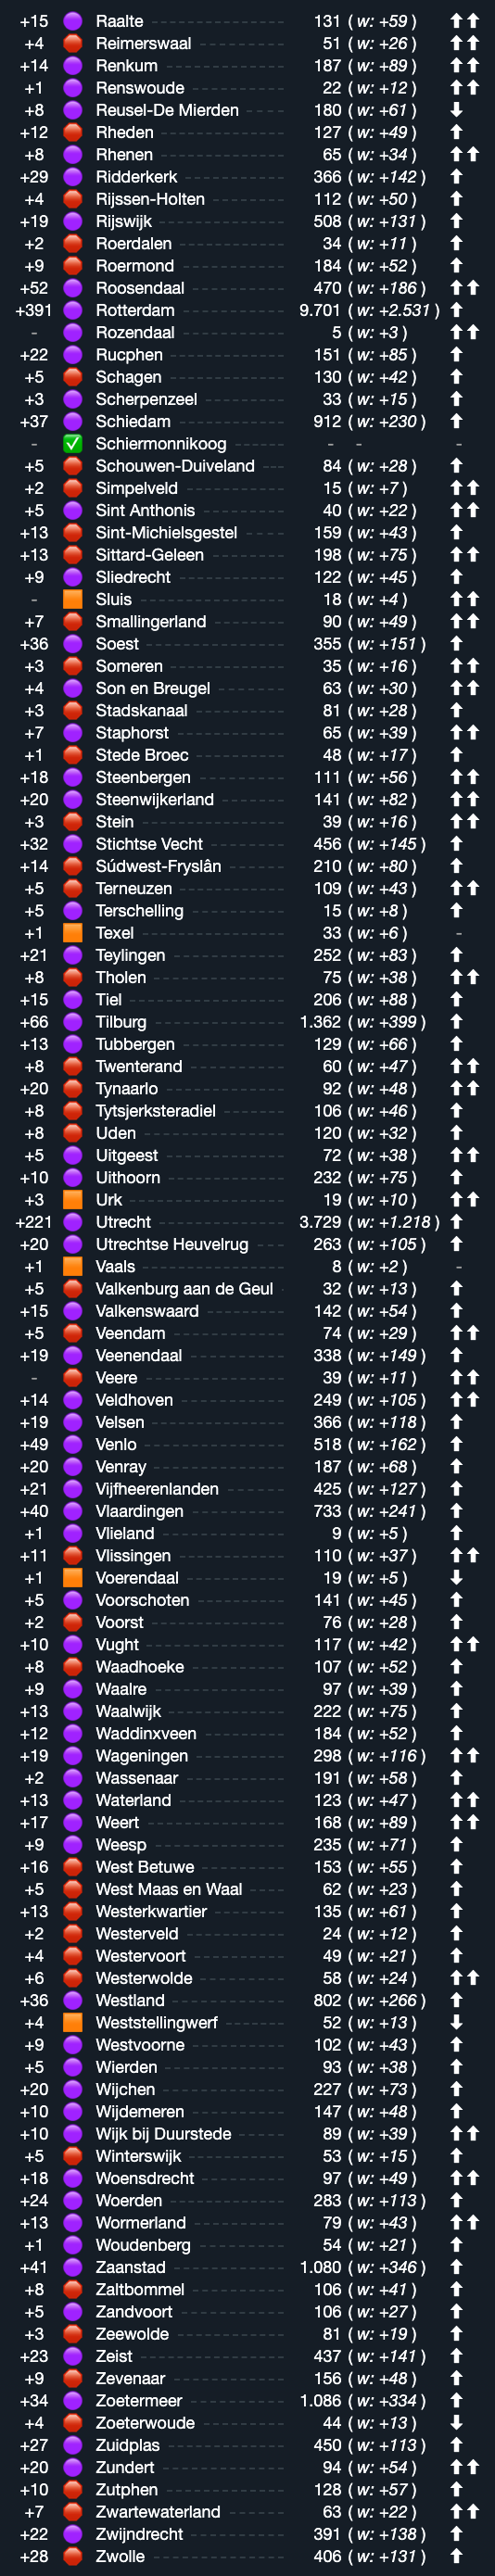 +15 Raalte 131 (w: +59)
+4 Reimerswaal 51 (w: +26)
+14 Renkum 187 (w: +89)
+1 Renswoude 22 (w: +12)
+8 Reusel-De Mierden 180 (w: +61)
+12 Rheden 127 (w: +49)
+8 Rhenen 65 (w: +34)
+29 Ridderkerk 366 (w: +142)
+4 Rijssen-Holten 112 (w: +50)
+19 Rijswijk 508 (w: +131)
+2 Roerdalen 34 (w: +11)
+9 Roermond 184 (w: +52)
+52 Roosendaal 470 (w: +186)
+391 Rotterdam 9.701 (w: +2.531)
- Rozendaal 5 (w: +3)
+22 Rucphen 151 (w: +85)
+5 Schagen 130 (w: +42)
+3 Scherpenzeel 33 (w: +15)
+37 Schiedam 912 (w: +230)
- Schiermonnikoog - - -
+5 Schouwen-Duiveland 84 (w: +28)
+2 Simpelveld 15 (w: +7)
+5 Sint Anthonis 40 (w: +22)
+13 Sint-Michielsgestel 159 (w: +43)
+13 Sittard-Geleen 198 (w: +75)
+9 Sliedrecht 122 (w: +45)
- Sluis 18 (w: +4)
+7 Smallingerland 90 (w: +49)
+36 Soest 355 (w: +151)
+3 Someren 35 (w: +16)
+4 Son en Breugel 63 (w: +30)
+3 Stadskanaal 81 (w: +28)
+7 Staphorst 65 (w: +39)
+1 Stede Broec 48 (w: +17)
+18 Steenbergen 111 (w: +56)
+20 Steenwijkerland 141 (w: +82)
+3 Stein 39 (w: +16)
+32 Stichtse Vecht 456 (w: +145)
+14 Súdwest-Fryslân 210 (w: +80)
+5 Terneuzen 109 (w: +43)
+5 Terschelling 15 (w: +8)
+1 Texel 33 (w: +6) -
+21 Teylingen 252 (w: +83)
+8 Tholen 75 (w: +38)
+15 Tiel 206 (w: +88)
+66 Tilburg 1.362 (w: +399)
+13 Tubbergen 129 (w: +66)
+8 Twenterand 60 (w: +47)
+20 Tynaarlo 92 (w: +48)
+8 Tytsjerksteradiel 106 (w: +46)
+8 Uden 120 (w: +32)
+5 Uitgeest 72 (w: +38)
+10 Uithoorn 232 (w: +75)
+3 Urk 19 (w: +10)
+221 Utrecht 3.729 (w: +1.218)
+20 Utrechtse Heuvelrug 263 (w: +105)
+1 Vaals 8 (w: +2) -
+5 Valkenburg aan de Geul 32 (w: +13)
+15 Valkenswaard 142 (w: +54)
+5 Veendam 74 (w: +29)
+19 Veenendaal 338 (w: +149)
- Veere 39 (w: +11)
+14 Veldhoven 249 (w: +105)
+19 Velsen 366 (w: +118)
+49 Venlo 518 (w: +162)
+20 Venray 187 (w: +68)
+21 Vijfheerenlanden 425 (w: +127)
+40 Vlaardingen 733 (w: +241)
+1 Vlieland 9 (w: +5)
+11 Vlissingen 110 (w: +37)
+1 Voerendaal 19 (w: +5)
+5 Voorschoten 141 (w: +45)
+2 Voorst 76 (w: +28)
+10 Vught 117 (w: +42)
+8 Waadhoeke 107 (w: +52)
+9 Waalre 97 (w: +39)
+13 Waalwijk 222 (w: +75)
+12 Waddinxveen 184 (w: +52)
+19 Wageningen 298 (w: +116)
+2 Wassenaar 191 (w: +58)
+13 Waterland 123 (w: +47)
+17 Weert 168 (w: +89)
+9 Weesp 235 (w: +71)
+16 West Betuwe 153 (w: +55)
+5 West Maas en Waal 62 (w: +23)
+13 Westerkwartier 135 (w: +61)
+2 Westerveld 24 (w: +12)
+4 Westervoort 49 (w: +21)
+6 Westerwolde 58 (w: +24)
+36 Westland 802 (w: +266)
+4 Weststellingwerf 52 (w: +13)
+9 Westvoorne 102 (w: +43)
+5 Wierden 93 (w: +38)
+20 Wijchen 227 (w: +73)
+10 Wijdemeren 147 (w: +48)
+10 Wijk bij Duurstede 89 (w: +39)
+5 Winterswijk 53 (w: +15)
+18 Woensdrecht 97 (w: +49)
+24 Woerden 283 (w: +113)
+13 Wormerland 79 (w: +43)
+1 Woudenberg 54 (w: +21)
+41 Zaanstad 1.080 (w: +346)
+8 Zaltbommel 106 (w: +41)
+5 Zandvoort 106 (w: +27)
+3 Zeewolde 81 (w: +19)
+23 Zeist 437 (w: +141)
+9 Zevenaar 156 (w: +48)
+34 Zoetermeer 1.086 (w: +334)
+4 Zoeterwoude 44 (w: +13)
+27 Zuidplas 450 (w: +113)
+20 Zundert 94 (w: +54)
+10 Zutphen 128 (w: +57)
+7 Zwartewaterland 63 (w: +22)
+22 Zwijndrecht 391 (w: +138)
+28 Zwolle 406 (w: +131)